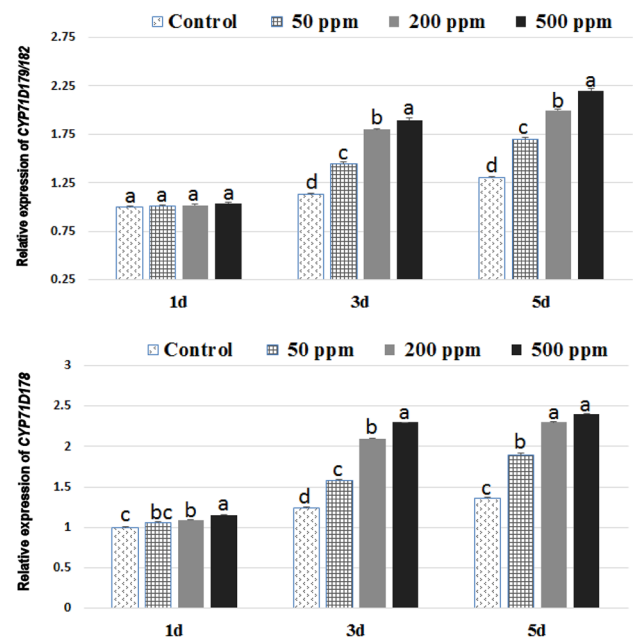 Control 50 ppm 200 ppm 500 ppm
Relative expression of CYP71D179/182
2.75
2.25
1.75
1.25
0.75
0.25
a a a a d c b a d c b a
1d 3d 5d
Control 50 ppm 200 ppm 500 ppm
Relative expression of CYP71D178
3
2.5
2
1.5
1
0.5
0
c bc b a d c b a c b a a
1d 3d 5d